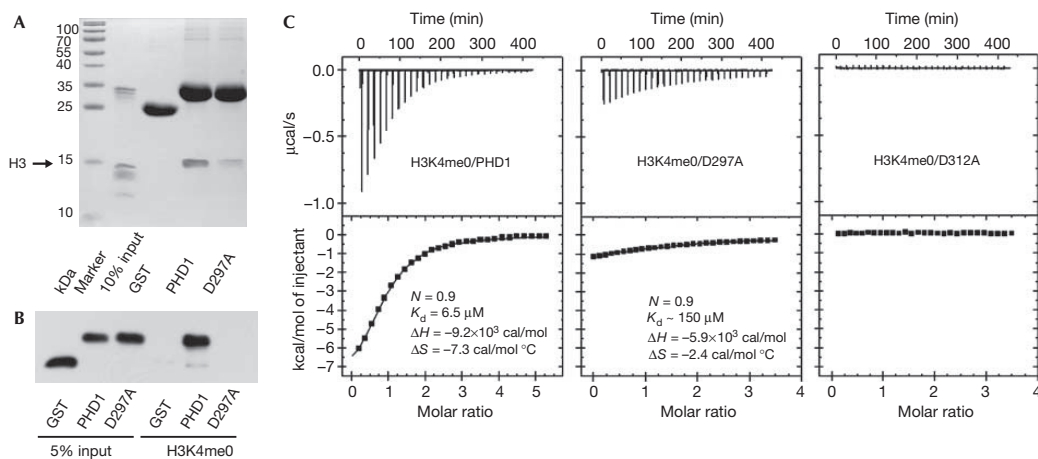 A
kDa
100
70
55
40
35
25
H3
15
10
kDa
Marker
10% input
GST
PHD1
D297A
B
GST
PHD1
D297A
GST
PHD1
D297A
5% input
H3K4me0
C
Time (min)
0 100 200 300 400
0.0
–0.5
–1.0
µcal/s
H3K4me0/PHD1
0
–1
–2
–3
–4
–5
–6
–7
kcal/mol of injectant
N = 0.9
Kd = 6.5 µM
ΔH = –9.2×10³ cal/mol
ΔS = –7.3 cal/mol °C
0 1 2 3 4 5
Molar ratio
Time (min)
0 100 200 300 400
H3K4me0/D297A
N = 0.9
Kd ~ 150 µM
ΔH = –5.9×10³ cal/mol
ΔS = –2.4 cal/mol °C
0 1 2 3 4
Molar ratio
Time (min)
0 100 200 300 400
H3K4me0/D312A
0 1 2 3 4
Molar ratio